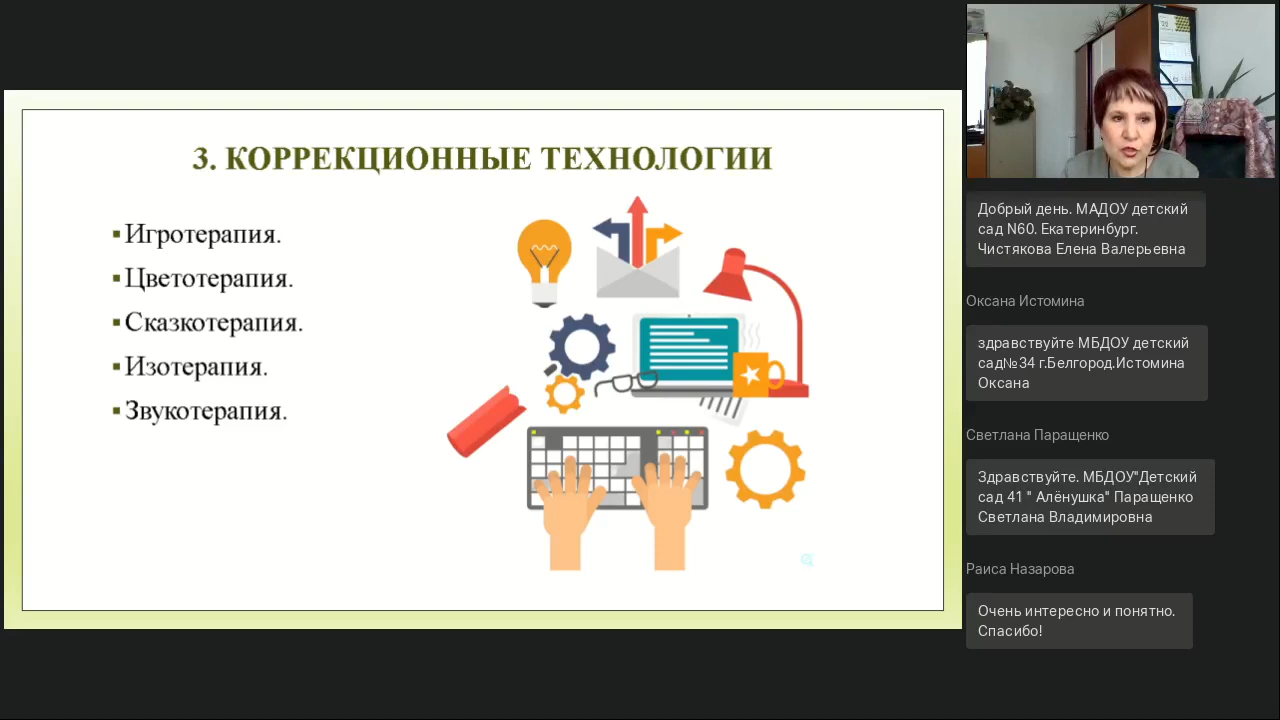 3. КОРРЕКЦИОННЫЕ ТЕХНОЛОГИИ
▪Игротерапия.
▪Цветотерапия.
▪Сказкотерапия.
▪Изотерапия.
▪Звукотерапия.
Добрый день. МАДОУ детский
сад N60. Екатеринбург.
Чистякова Елена Валерьевна
Оксана Истомина
здравствуйте МБДОУ детский
сад№34 г.Белгород.Истомина
Оксана
Светлана Паращенко
Здравствуйте. МБДОУ"Детский
сад 41 " Алёнушка" Паращенко
Светлана Владимировна
Раиса Назарова
Очень интересно и понятно.
Спасибо!